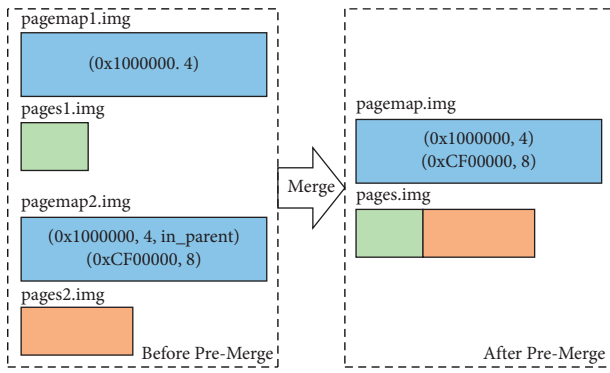 pagemap1.img
(0x1000000. 4)
pages1.img
pagemap2.img
(0x1000000, 4, in_parent)
(0xCF00000, 8)
pages2.img
Before Pre-Merge
Merge
pagemap.img
(0x1000000, 4)
(0xCF00000, 8)
pages.img
After Pre-Merge